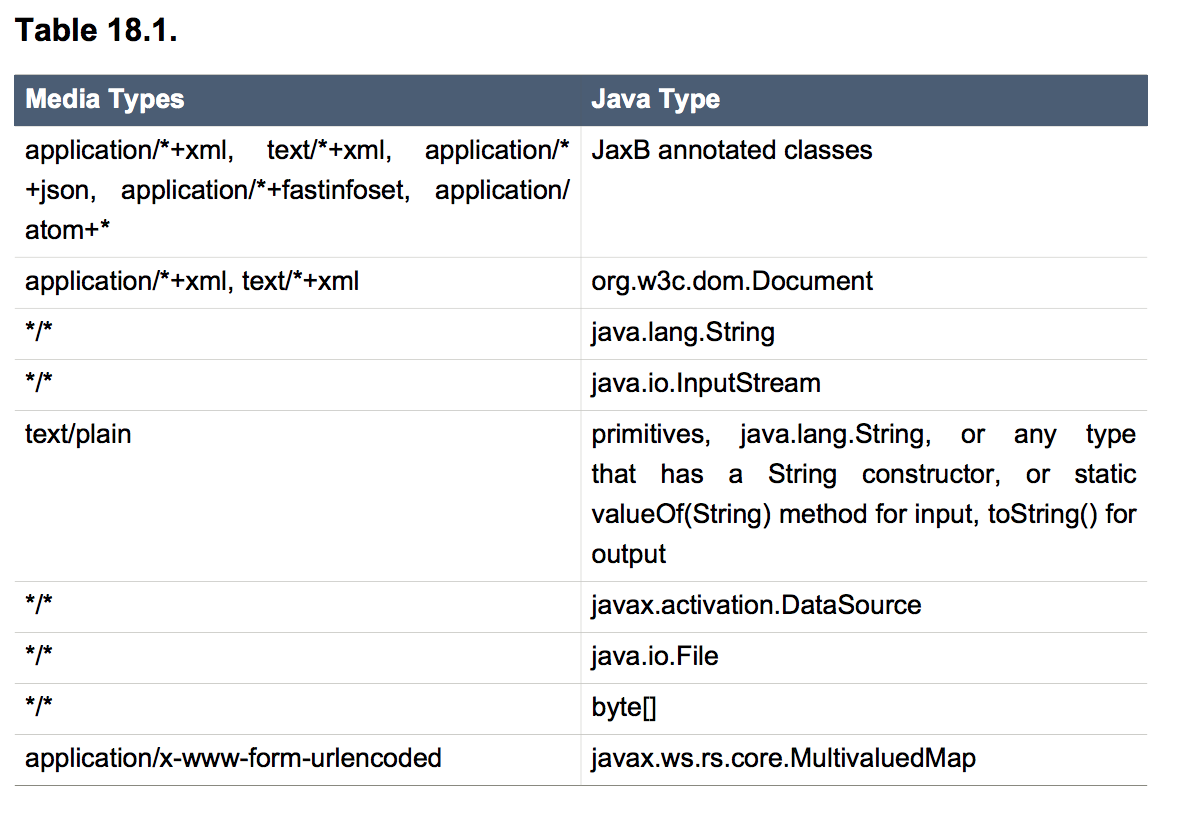 Table 18.1.
Media Types Java Type
application/*+xml, text/*+xml, application/* JaxB annotated classes
+json, application/*+fastinfoset, application/
atom+*
application/*+xml, text/*+xml org.w3c.dom.Document
*/* java.lang.String
*/* java.io.InputStream
text/plain primitives, java.lang.String, or any type
that has a String constructor, or static
valueOf(String) method for input, toString() for
output
*/* javax.activation.DataSource
*/* java.io.File
*/* byte[]
application/x-www-form-urlencoded javax.ws.rs.core.MultivaluedMap